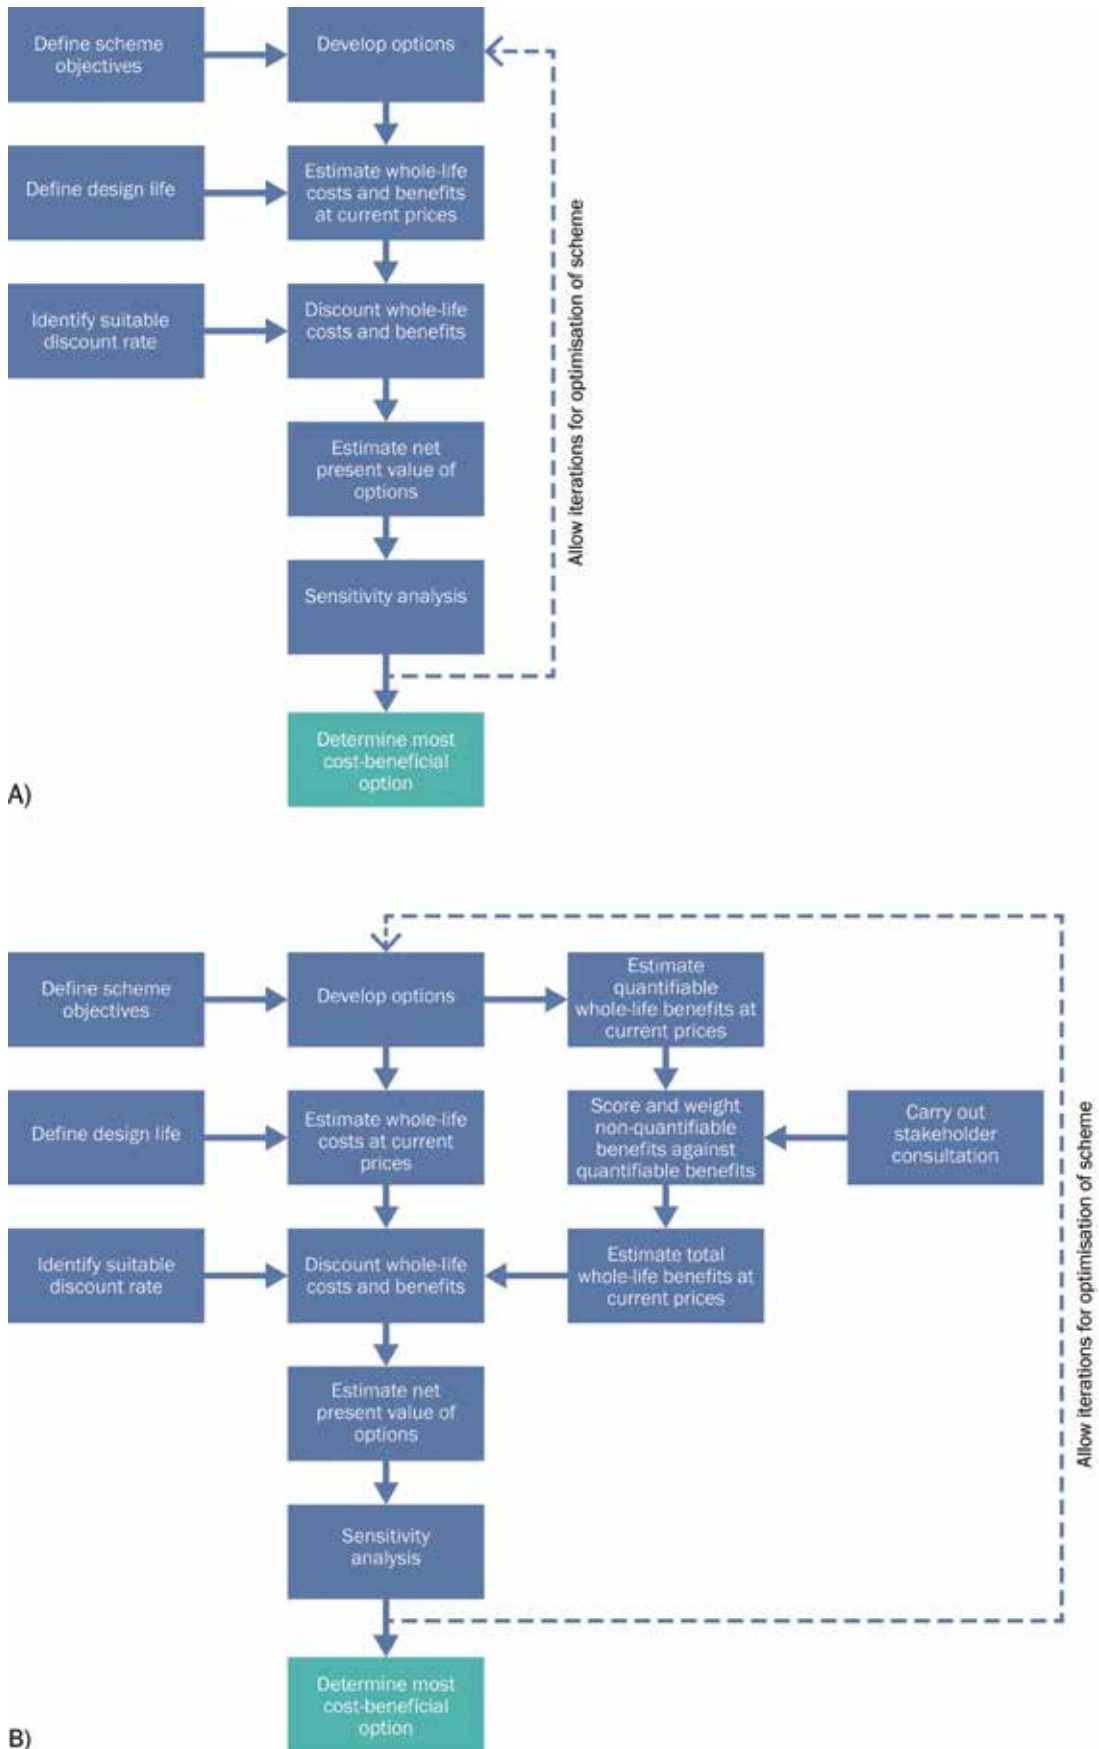 Define scheme
objectives
Develop options
Define design life
Estimate whole-life
costs and benefits
at current prices
Identify suitable
discount rate
Discount whole-life
costs and benefits
Estimate net
present value of
options
Sensitivity analysis
Determine most
cost-beneficial
option
Allow iterations for optimisation of scheme
A)
Define scheme
objectives
Develop options
Estimate
quantifiable
whole-life benefits at
current prices
Define design life
Estimate whole-life
costs at current
prices
Score and weight
non-quantifiable
benefits against
quantifiable benefits
Carry out
stakeholder
consultation
Identify suitable
discount rate
Discount whole-life
costs and benefits
Estimate total
whole-life benefits at
current prices
Estimate net
present value of
options
Sensitivity
analysis
Determine most
cost-beneficial
option
Allow iterations for optimisation of scheme
B)